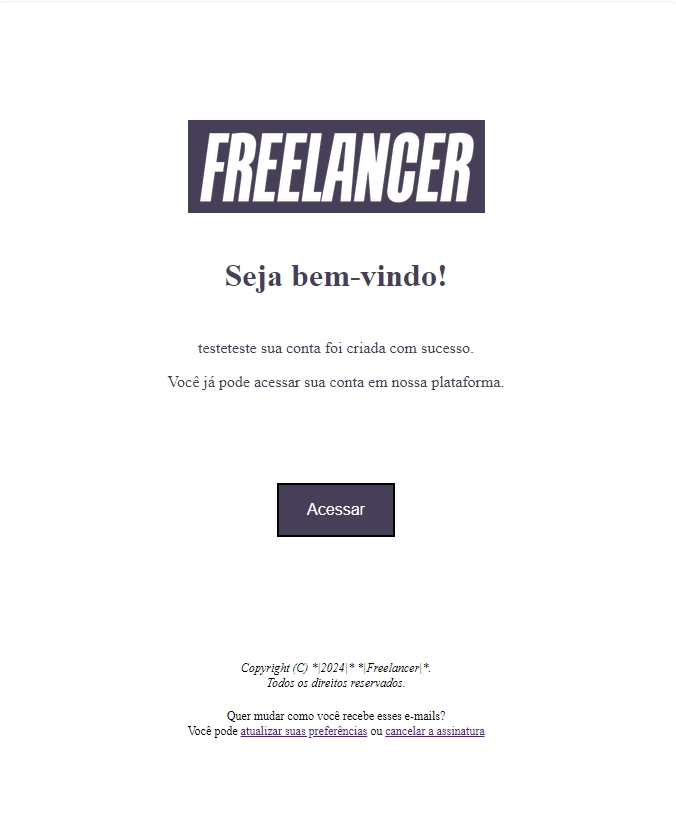 FREELANCER
Seja bem-vindo!
testeteste sua conta foi criada com sucesso.
Você já pode acessar sua conta em nossa plataforma.
Acessar
Copyright (C) *|2024|* *|Freelancer|*.
Todos os direitos reservados.
Quer mudar como você recebe esses e-mails?
Você pode atualizar suas preferências ou cancelar a assinatura